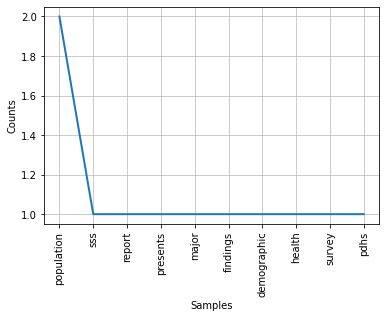 2.0
1.8
1.6
1.4
1.2
1.0
Counts
population
sss
report
presents
major
findings
demographic
health
survey
pdhs
Samples